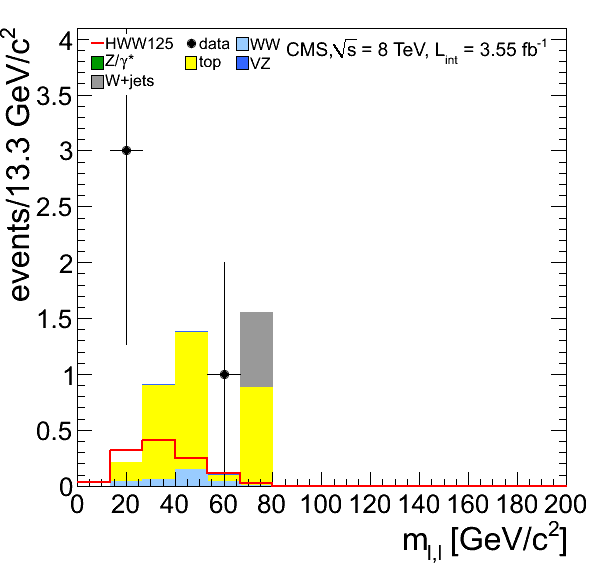 HWW125 data WW CMS,√s = 8 TeV, L_int = 3.55 fb⁻¹
Z/γ* top VZ
W+jets
events/13.3 GeV/c²
4
3.5
3
2.5
2
1.5
1
0.5
0
0 20 40 60 80 100 120 140 160 180 200
m_l,l [GeV/c²]